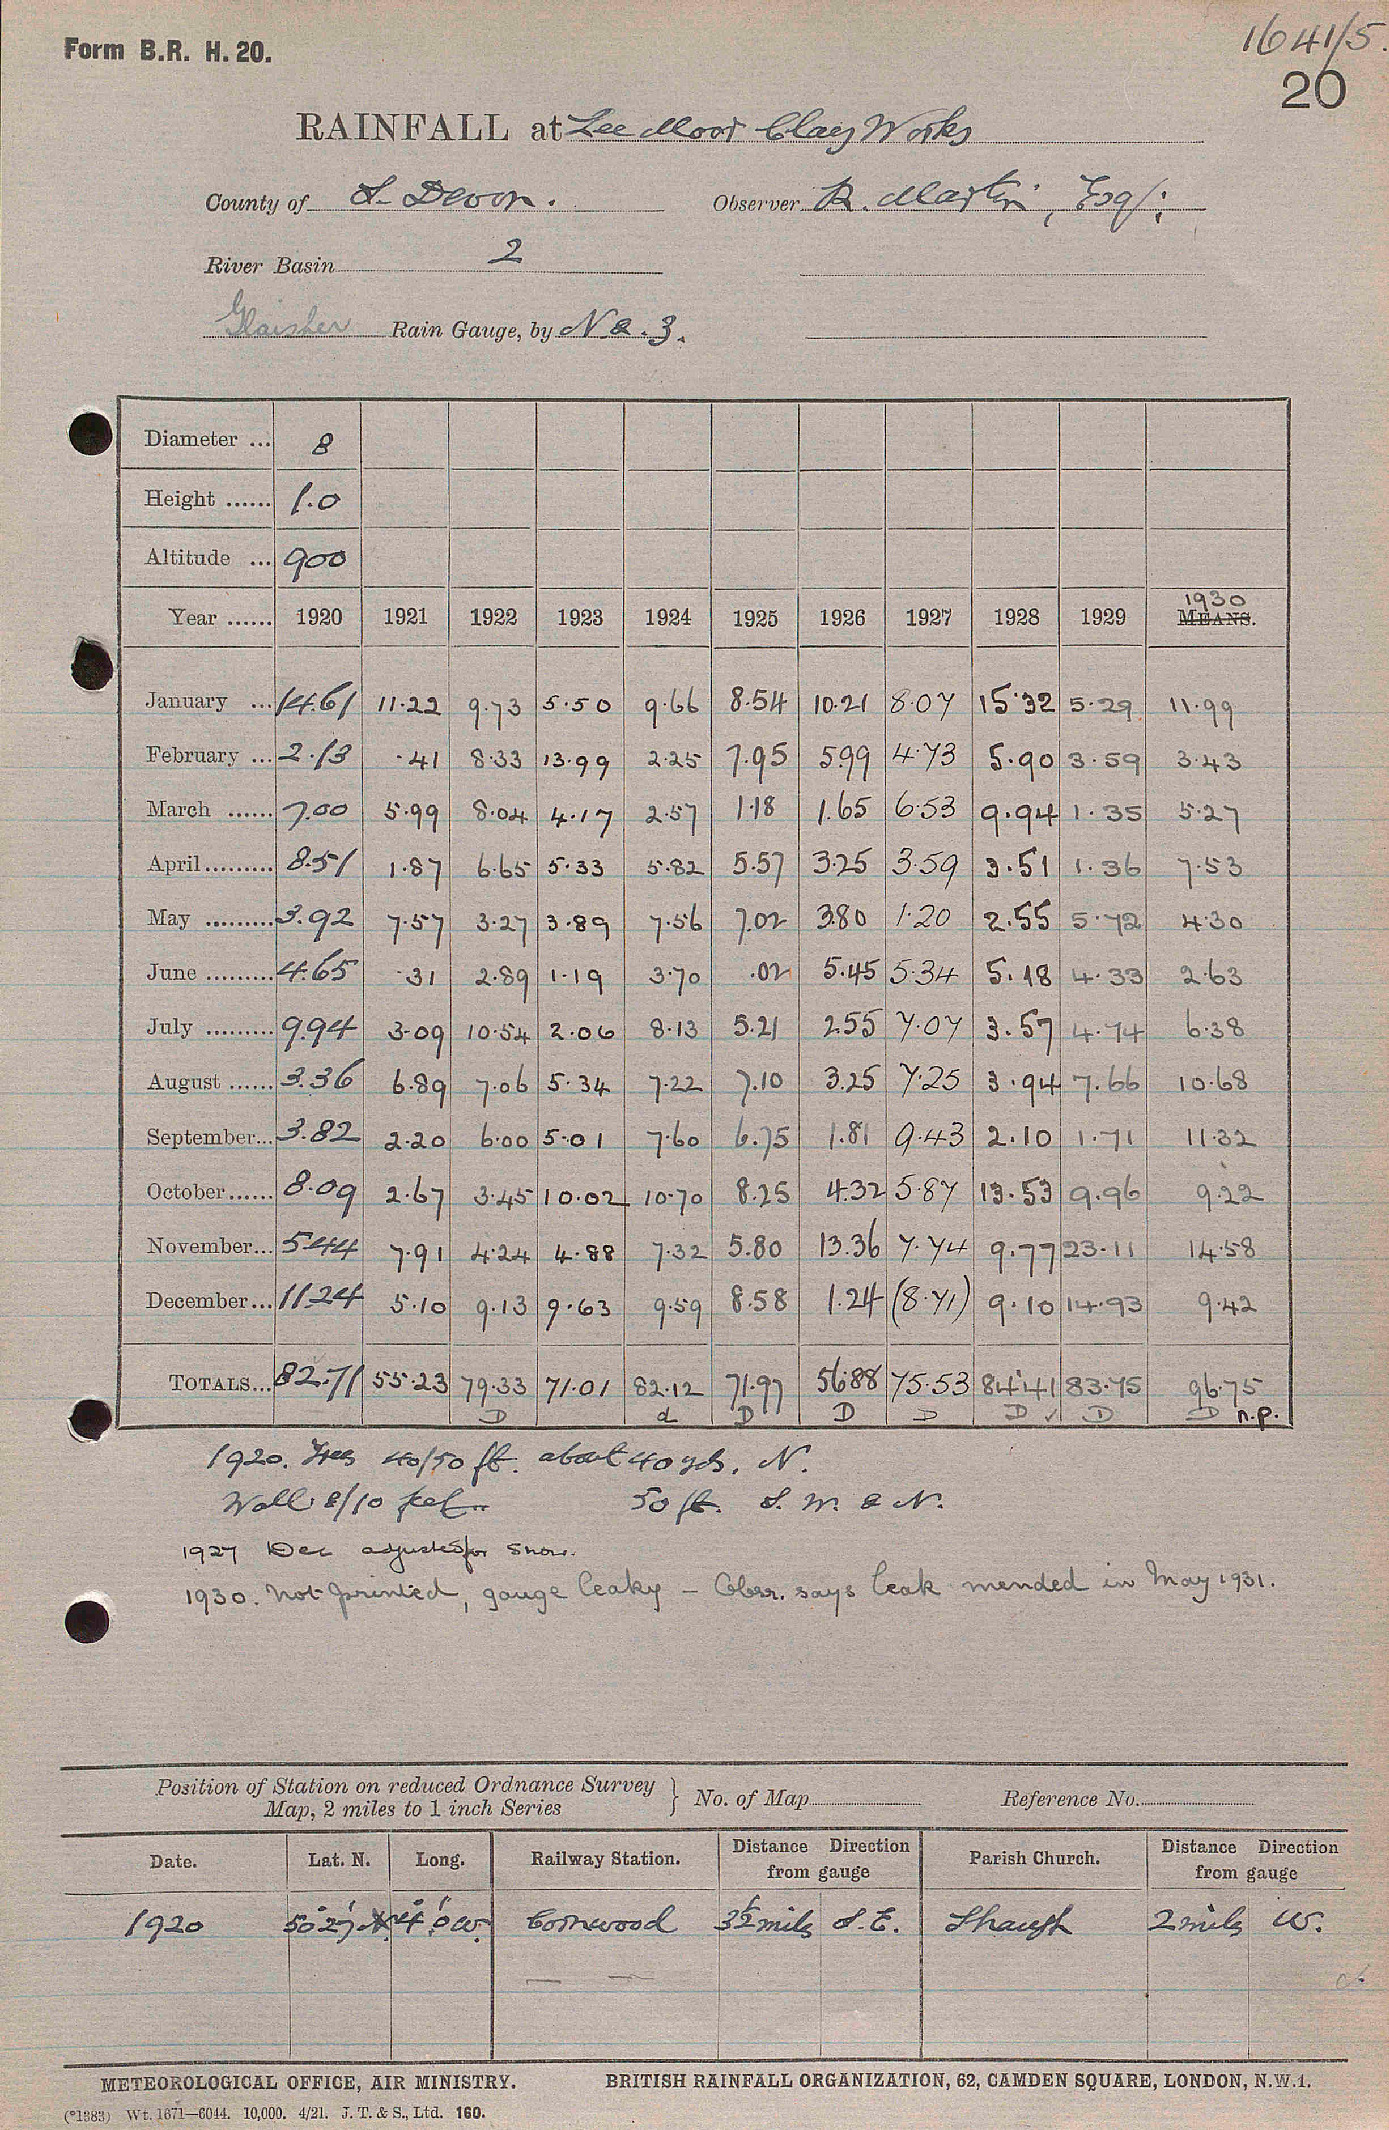 Form B.R. H. 20.
1641/5.
20
RAINFALL at Lee Moor Clay Works
County of S. Devon. Observer R. Martin, Esq.;
River Basin 2
Glaisher Rain Gauge, by N & . 3.
Diameter ... 8
Height ...... 1.0
Altitude ... 900
1930
Year ...... 1920 1921 1922 1923 1924 1925 1926 1927 1928 1929 MEANS.
January ... 14.61 11.22 9.73 5.50 9.66 8.54 10.21 8.07 15.32 5.29 11.99
February ... 2.13 .41 8.33 13.99 2.25 7.95 5.99 4.73 5.90 3.59 3.43
March ...... 7.00 5.99 8.04 4.17 2.57 1.18 1.65 6.53 9.94 1.35 5.27
April ......... 8.51 1.87 6.65 5.33 5.82 5.57 3.25 3.59 3.51 1.36 7.53
May ......... 3.92 7.57 3.27 3.89 7.56 7.02 3.80 1.20 2.55 5.72 4.30
June ......... 4.65 .31 2.89 1.19 3.70 .02 5.45 5.34 5.18 4.33 2.63
July ......... 9.94 3.09 10.54 2.06 8.13 5.21 2.55 7.07 3.57 4.74 6.38
August ...... 3.36 6.89 7.06 5.34 7.22 7.10 3.25 7.25 3.94 7.66 10.68
September... 3.82 2.20 6.00 5.01 7.60 6.75 1.81 9.43 2.10 1.71 11.32
October...... 8.09 2.67 3.45 10.02 10.70 8.25 4.32 5.87 13.53 9.96 9.22
November... 5.44 7.91 4.24 4.88 7.32 5.80 13.36 7.74 9.77 23.11 14.58
December... 11.24 5.10 9.13 9.63 9.59 8.58 1.24 (8.71) 9.10 14.93 9.42
TOTALS... 82.71 55.23 79.33 71.01 82.12 71.97 56.88 75.53 84.41 83.75 96.75
D d D D D D ✓ D D n.p.
1920. Trees 40/50 ft. about 40 yds. N.
Wall 8/10 feet 50 ft. S. W. & N.
1927 Dec adjusted for snow.
1930. Not printed, gauge leaky – Obsr. says leak mended in May 1931.
Position of Station on reduced Ordnance Survey
Map, 2 miles to 1 inch Series } No. of Map Reference No.
Date. Lat. N. Long. Railway Station. Distance Direction from gauge Parish Church. Distance Direction from gauge
1920 50°27' N 4°0' W. Cornwood 3½ miles S.E. Shaugh 2 miles W.
METEOROLOGICAL OFFICE, AIR MINISTRY. BRITISH RAINFALL ORGANIZATION, 62, CAMDEN SQUARE, LONDON, N.W.1.
(*1383) Wt. 1671—6044. 10,000. 4/21. J. T. & S., Ltd. 160.